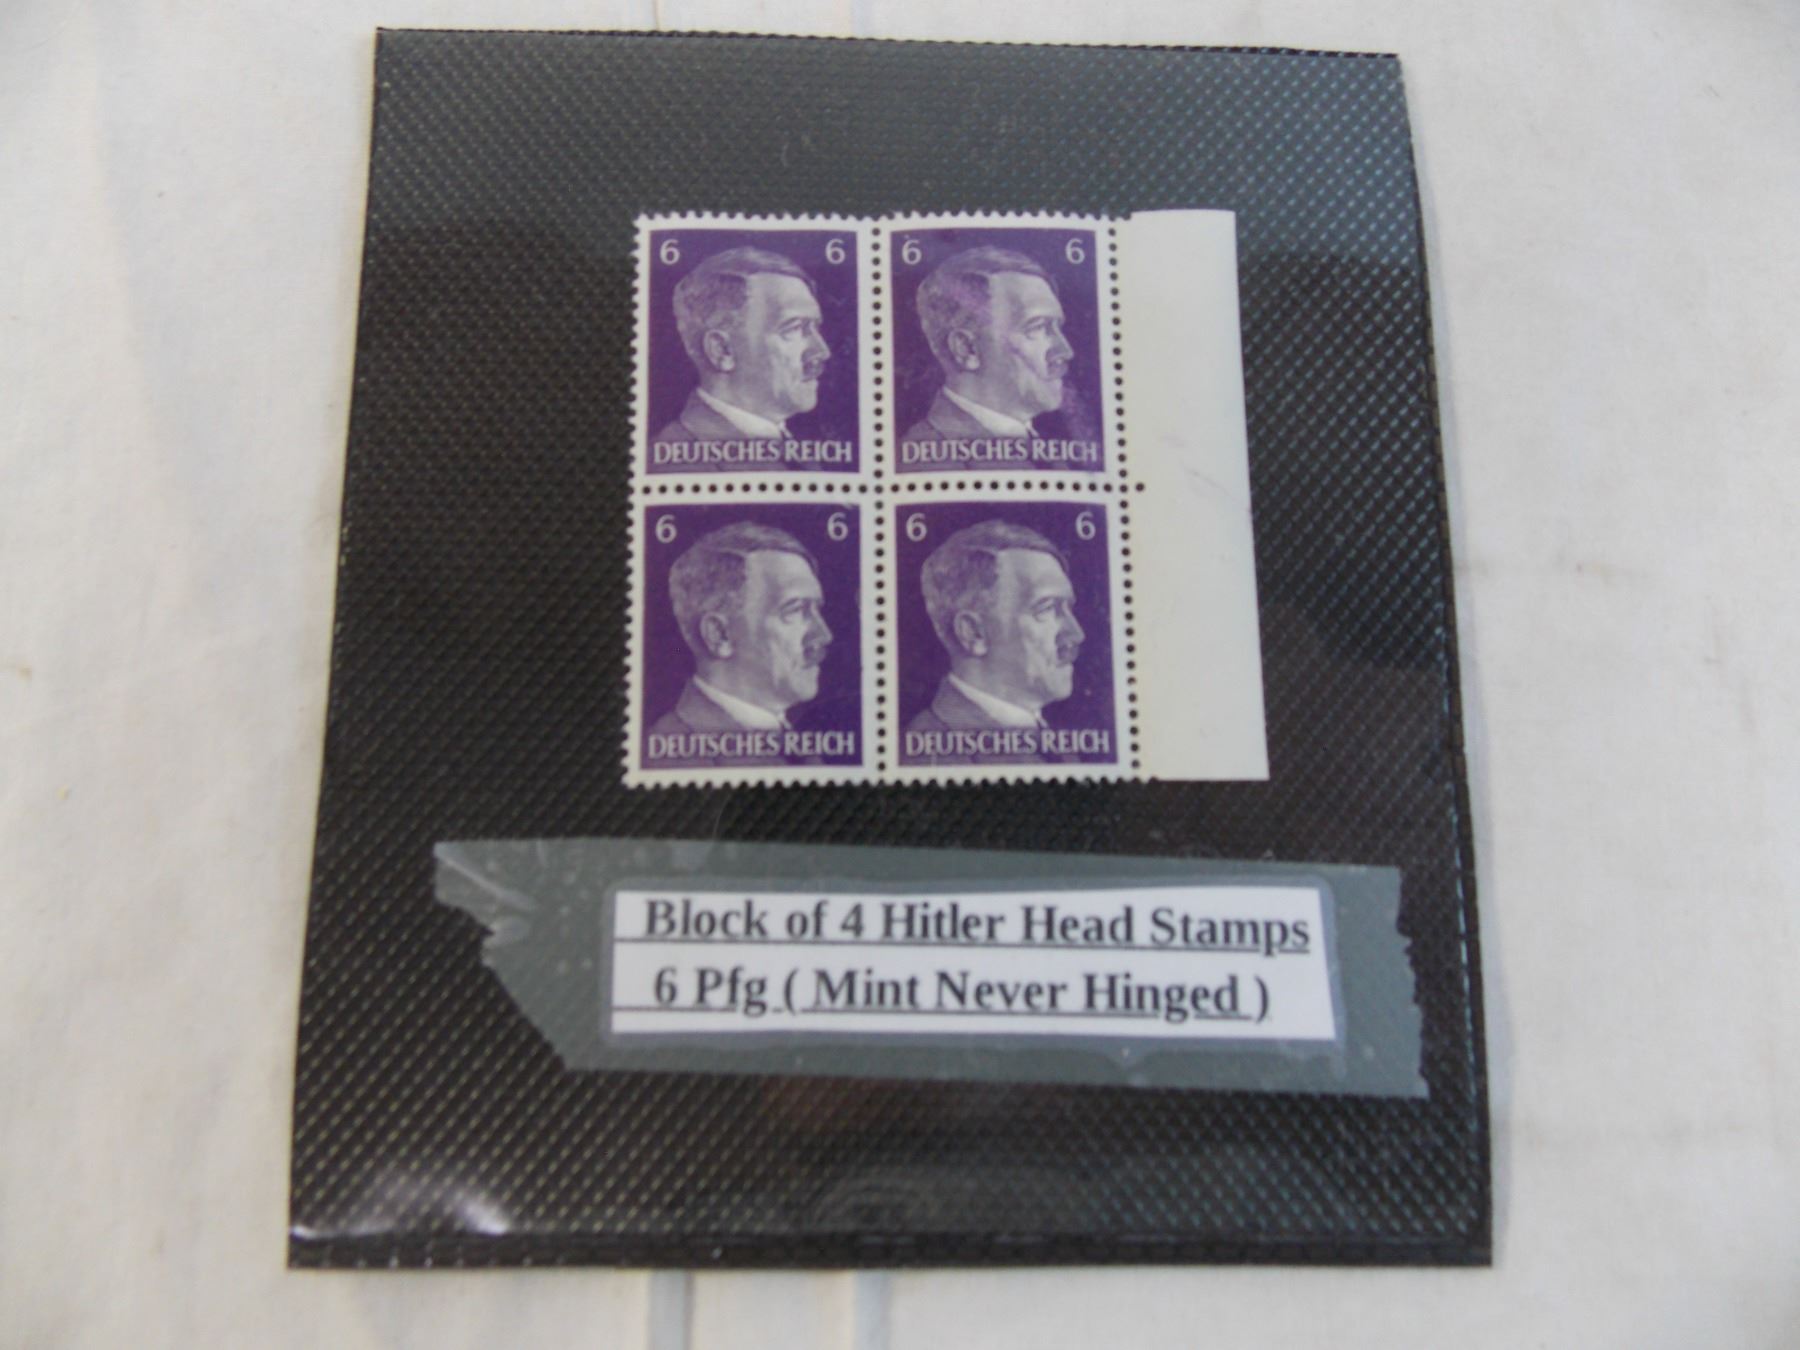 6 6 6 6
DEUTSCHES REICH DEUTSCHES REICH
6 6 6 6
DEUTSCHES REICH DEUTSCHES REICH
Block of 4 Hitler Head Stamps
6 Pfg ( Mint Never Hinged )